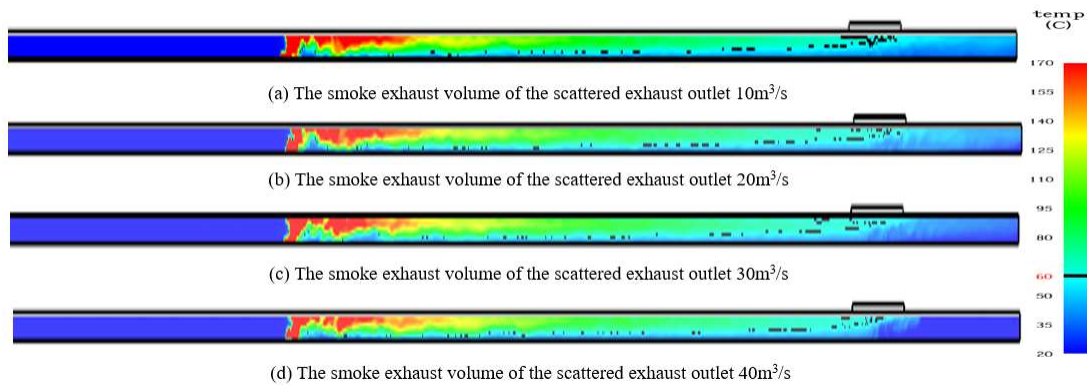 temp
(C)
170
(a) The smoke exhaust volume of the scattered exhaust outlet 10m³/s
155
140
125
(b) The smoke exhaust volume of the scattered exhaust outlet 20m³/s
110
95
80
(c) The smoke exhaust volume of the scattered exhaust outlet 30m³/s
60
50
35
20
(d) The smoke exhaust volume of the scattered exhaust outlet 40m³/s